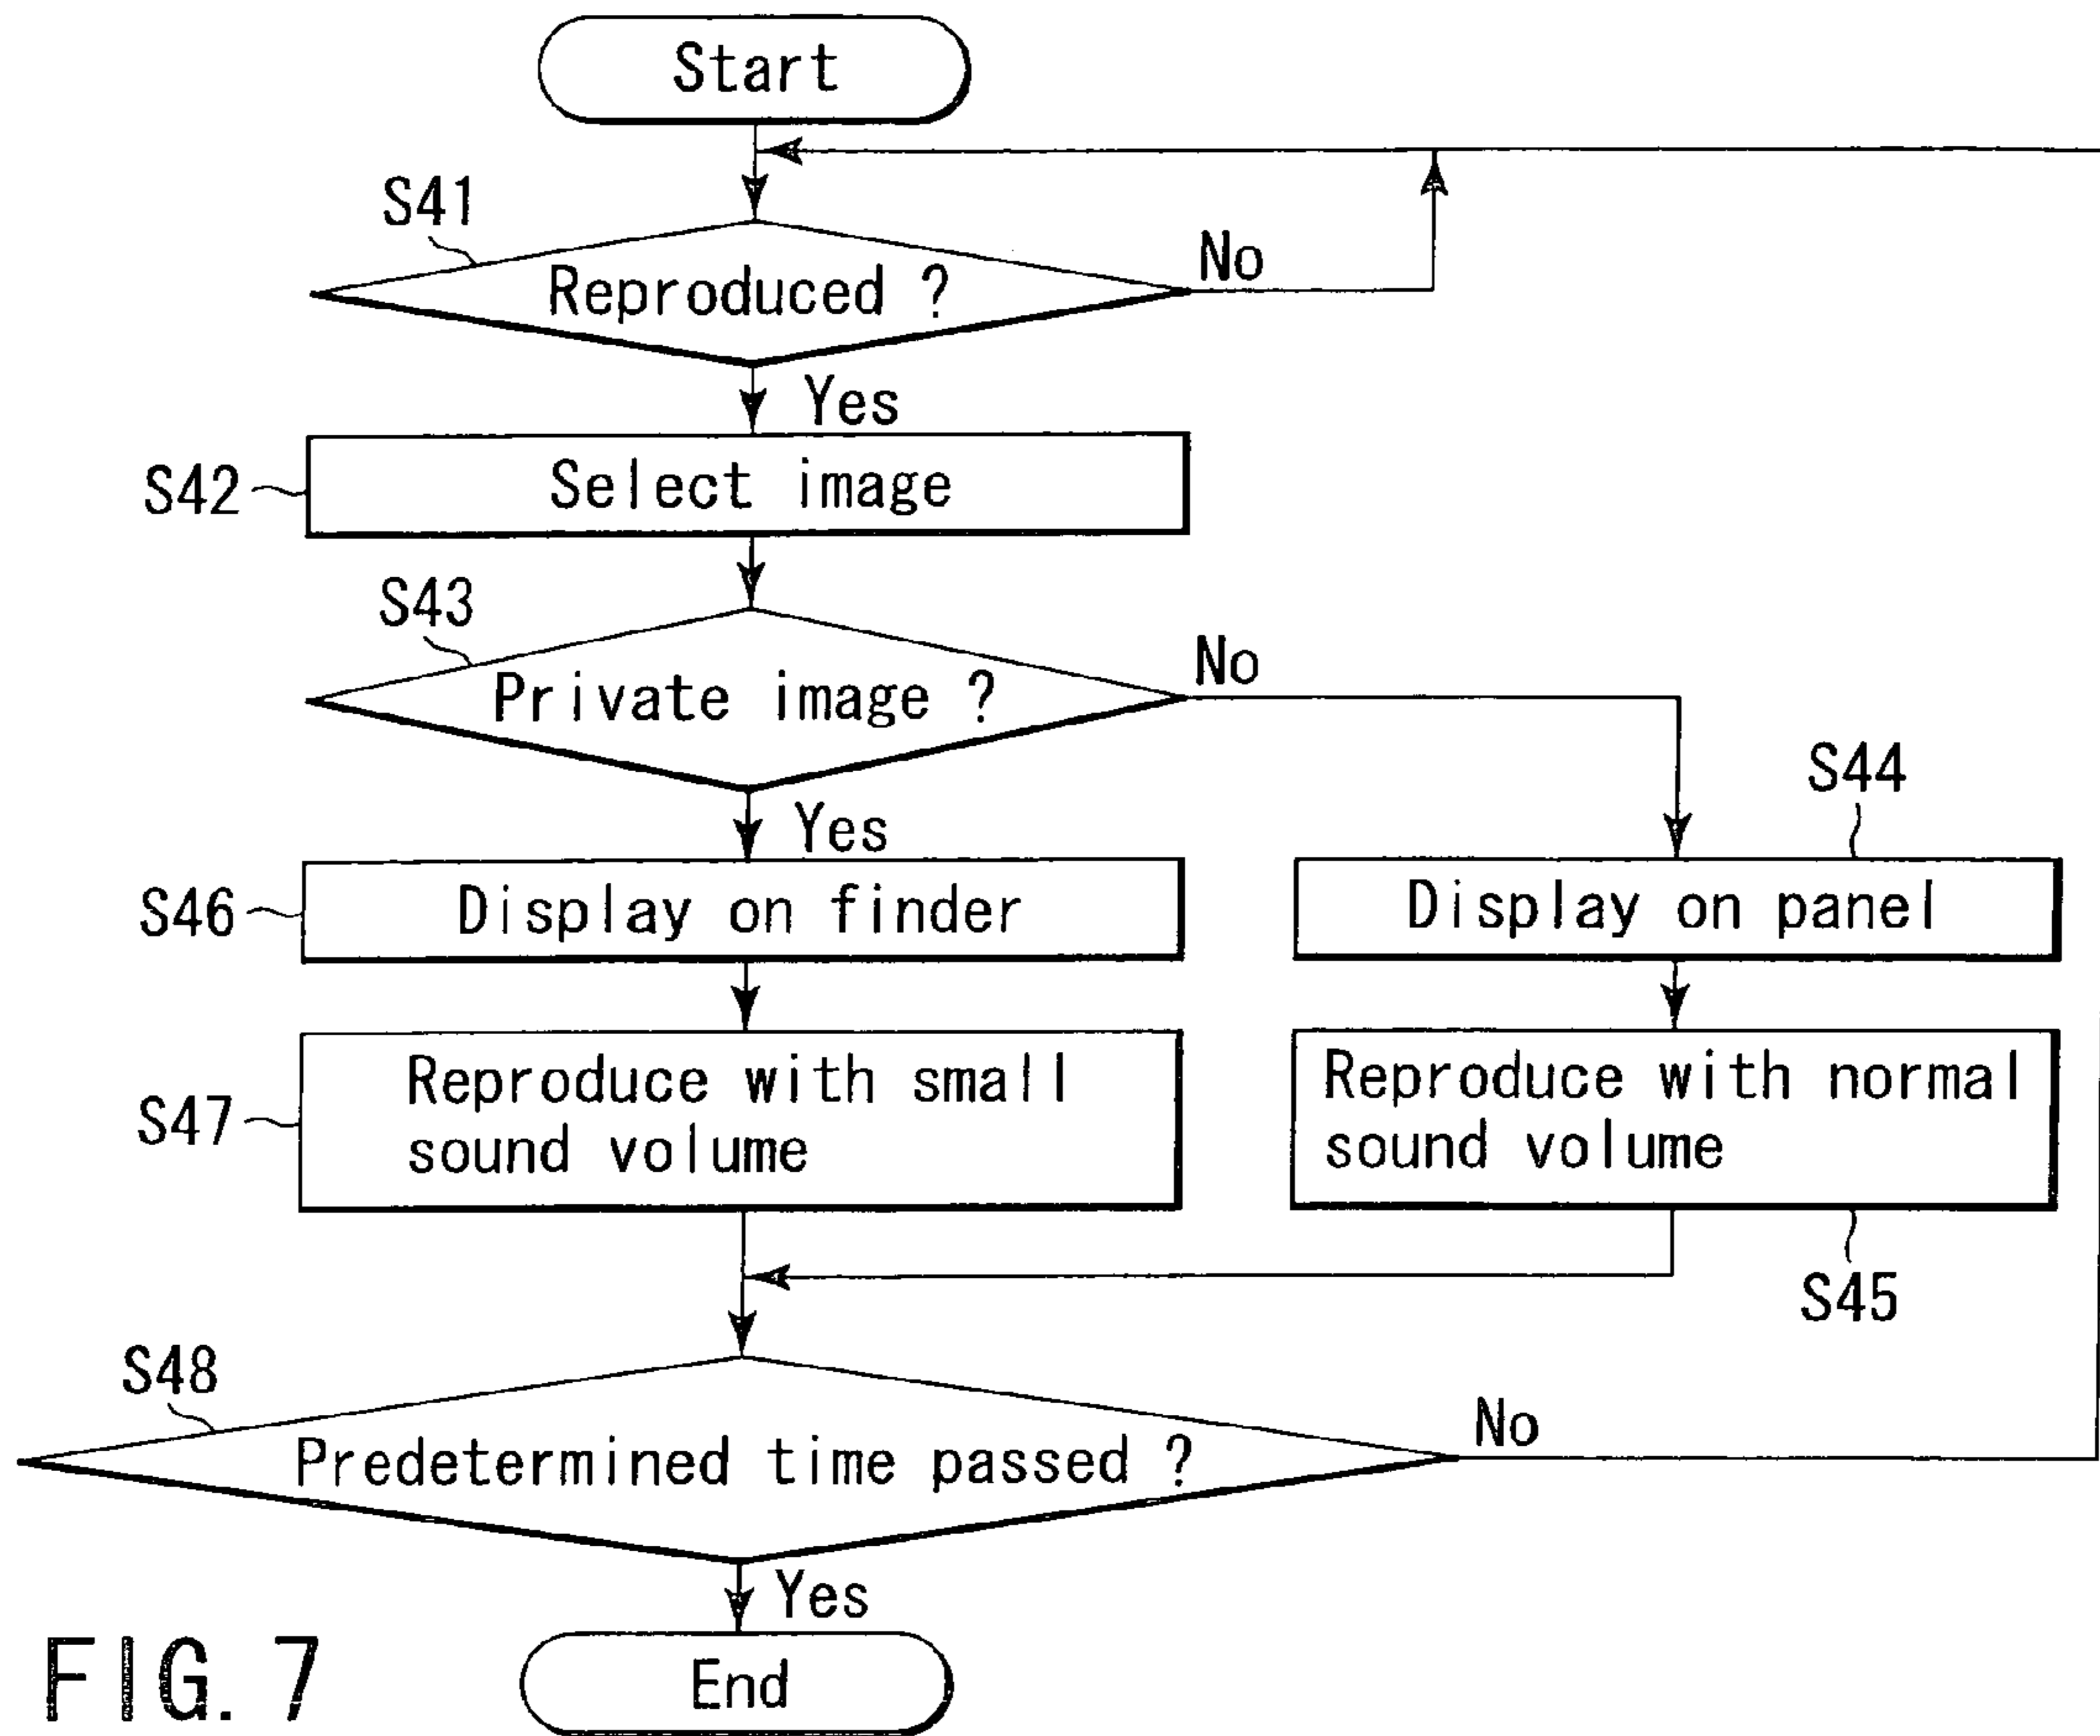 Start
S41
Reproduced ?
No
Yes
S42
Select image
S43
Private image ?
No
Yes
S44
S46
Display on finder
Display on panel
S47
Reproduce with small
sound volume
Reproduce with normal
sound volume
S45
S48
Predetermined time passed ?
No
Yes
End
FIG. 7